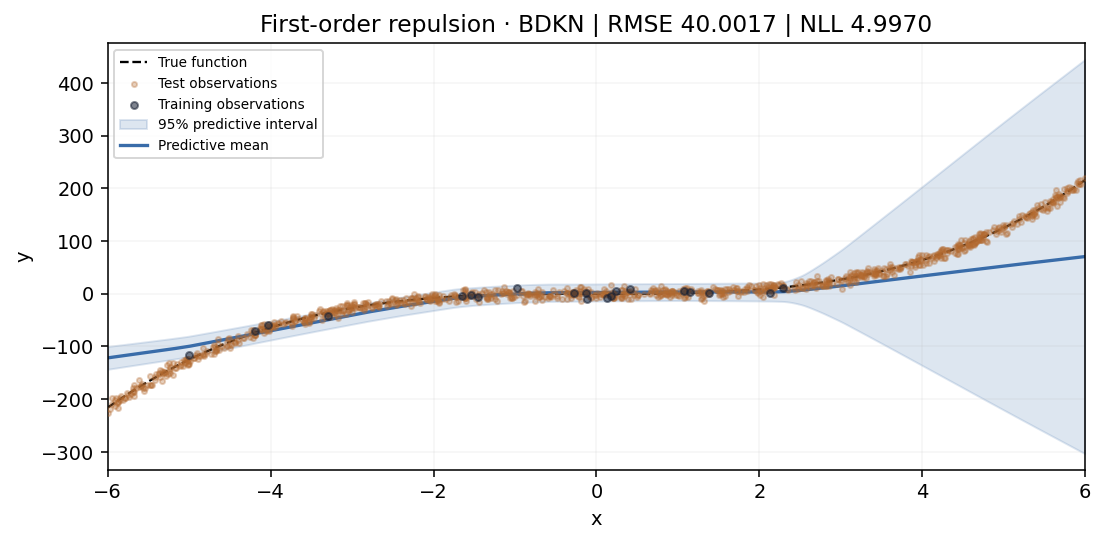 First-order repulsion · BDKN | RMSE 40.0017 | NLL 4.9970
True function
Test observations
Training observations
95% predictive interval
Predictive mean
400
300
200
100
0
−100
−200
−300
y
−6
−4
−2
0
2
4
6
x